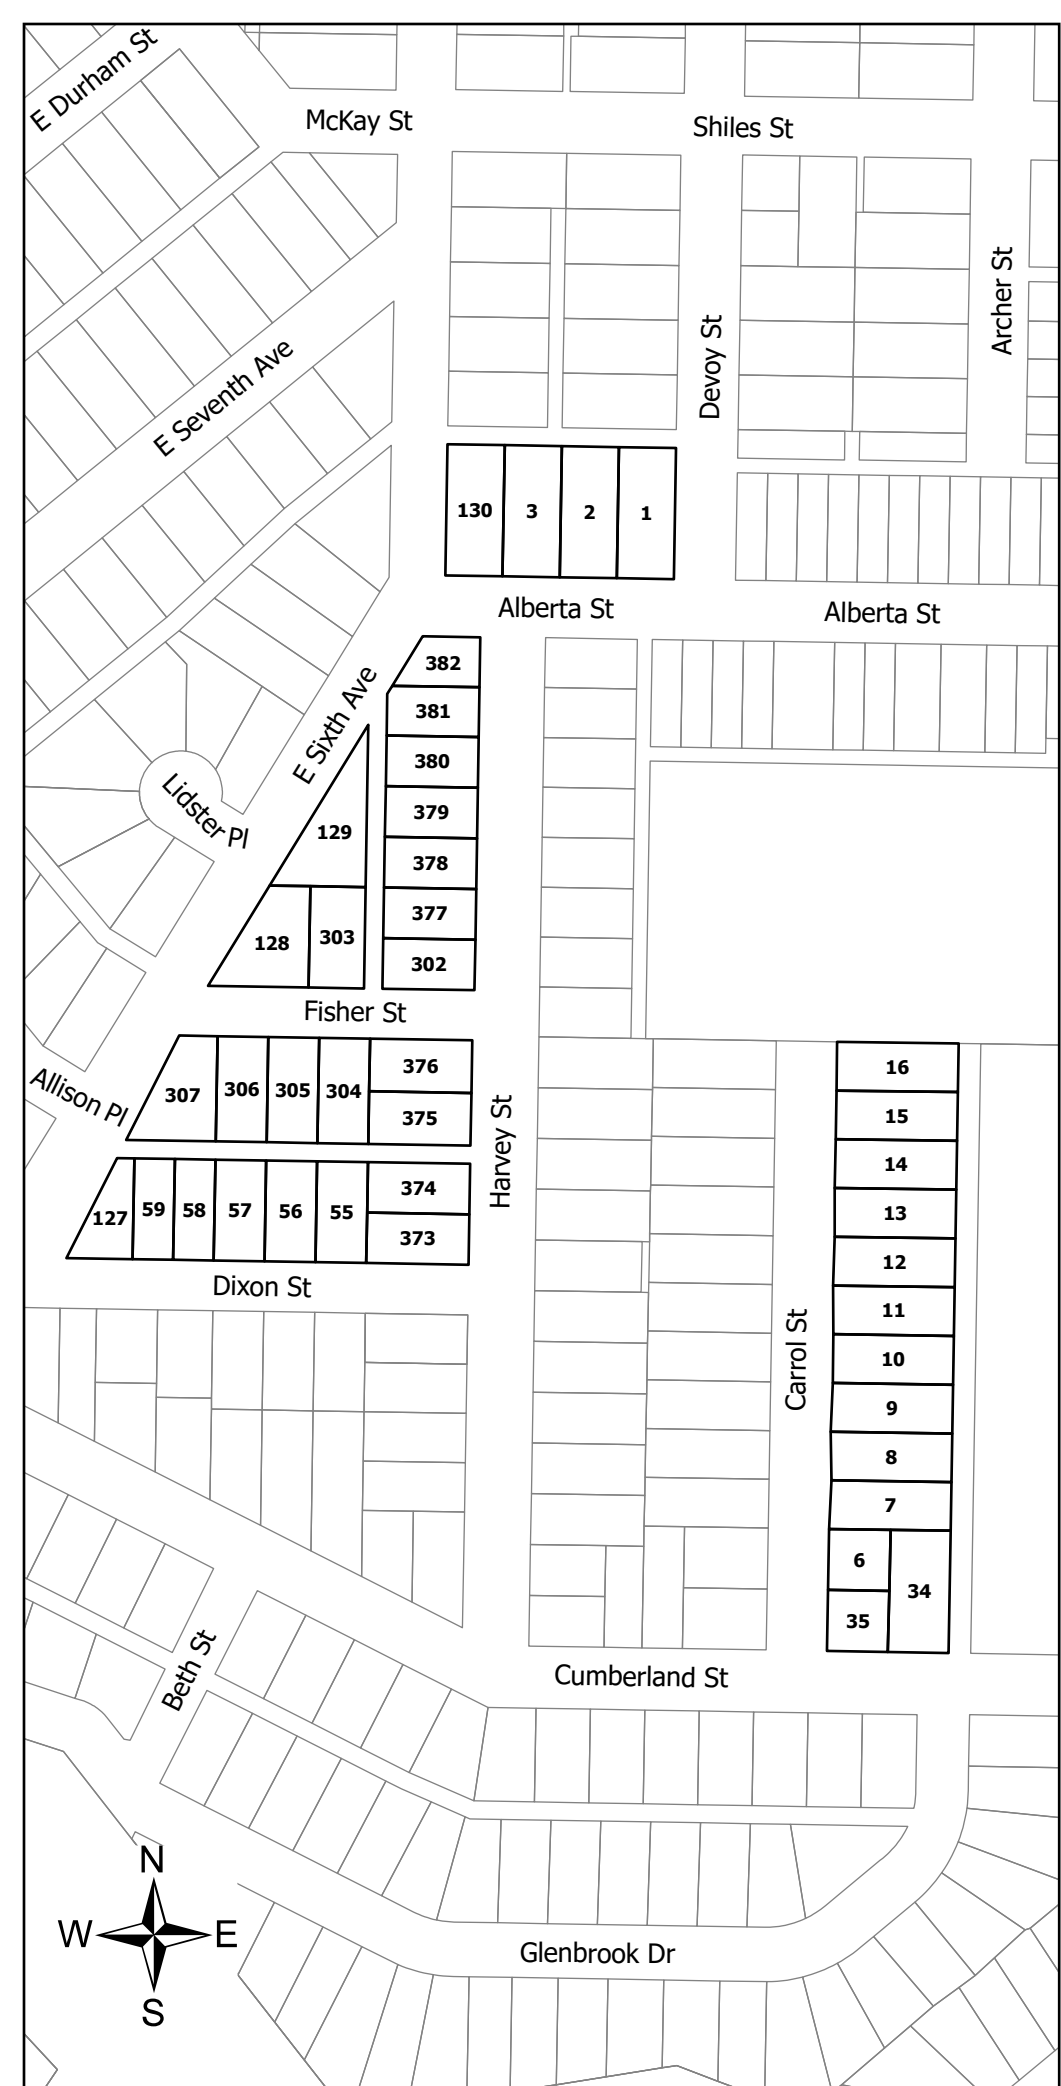 E Durham St
McKay St
Shiles St
Archer St
Devoy St
E Seventh Ave
130 3 2 1
Alberta St
Alberta St
382
E Sixth Ave
381
380
Lidster Pl
379
129
378
377
128 303
302
Fisher St
376
16
Allison Pl
307 306 305 304
375
15
Harvey St
14
374
127 59 58 57 56 55
13
373
12
Dixon St
11
Carrol St
10
9
8
7
6
34
35
Beth St
Cumberland St
N
W E
S
Glenbrook Dr